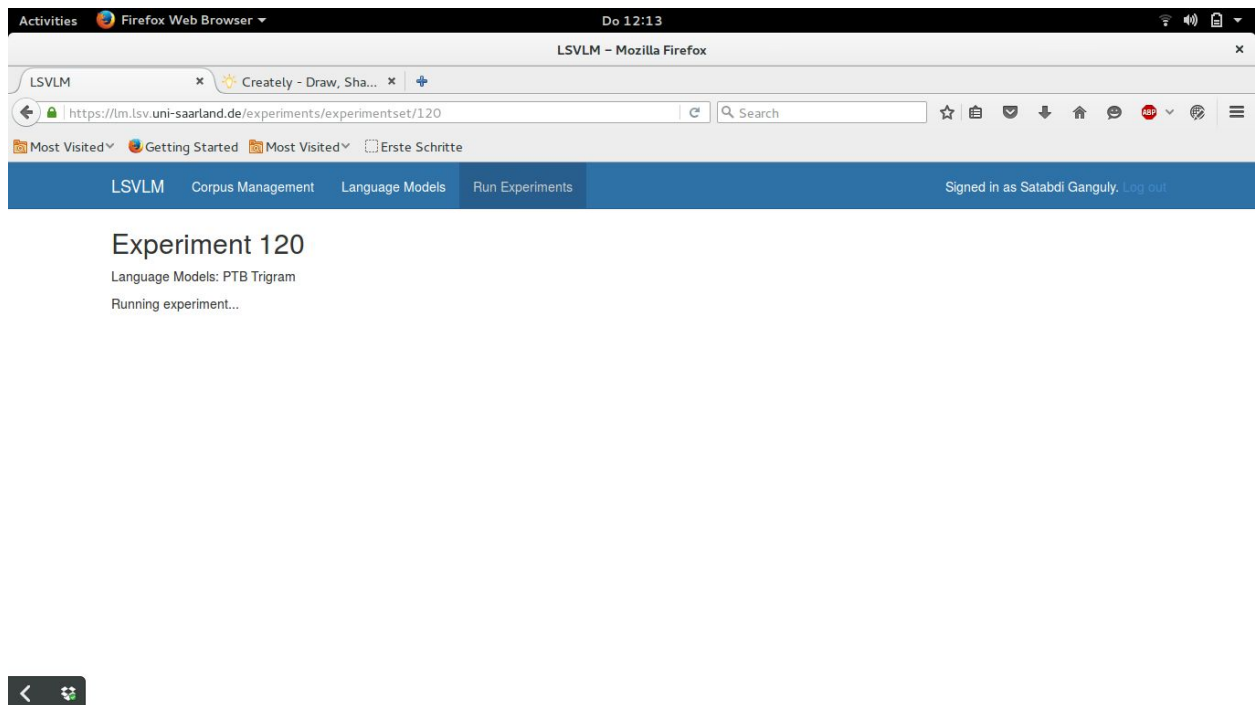 Activities Firefox Web Browser Do 12:13
LSVLM – Mozilla Firefox
LSVLM Creately - Draw, Sha...
https://lm.lsv.uni-saarland.de/experiments/experimentset/120 Search ABP
Most Visited Getting Started Most Visited Erste Schritte
LSVLM Corpus Management Language Models Run Experiments Signed in as Satabdi Ganguly. Log out
Experiment 120
Language Models: PTB Trigram
Running experiment...